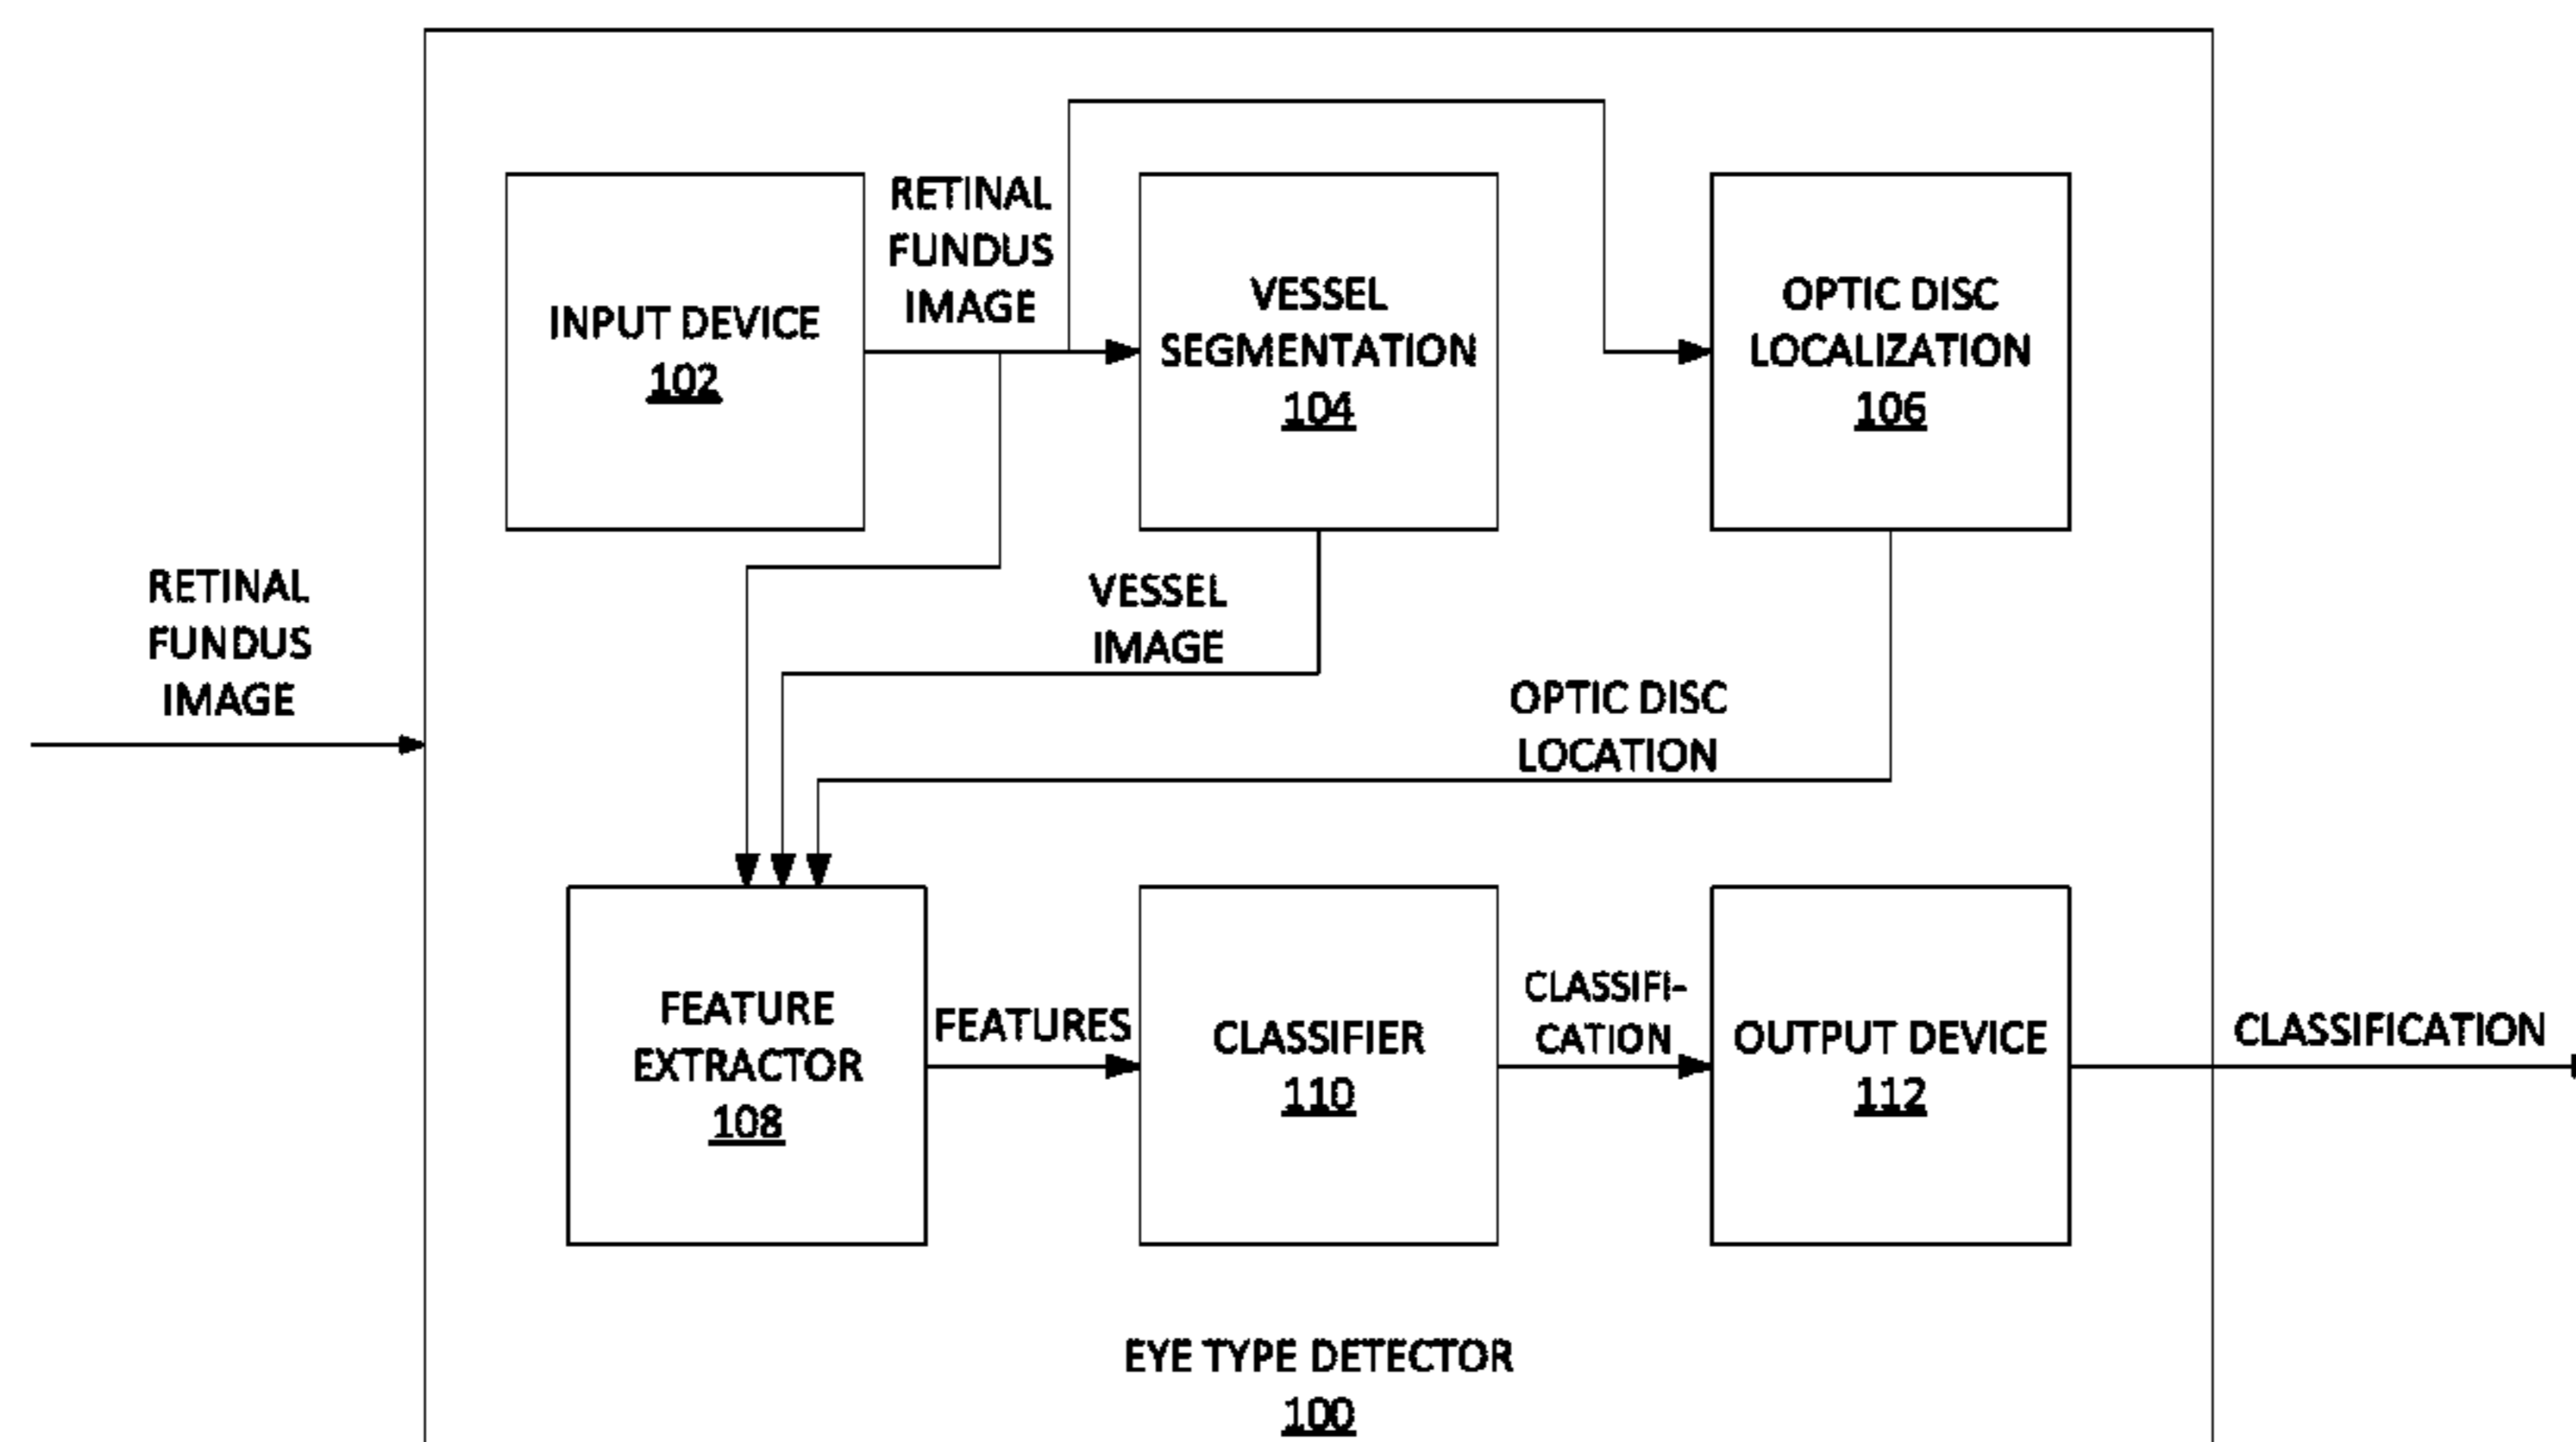 RETINAL
FUNDUS
IMAGE
INPUT DEVICE
102
RETINAL
FUNDUS
IMAGE
VESSEL
SEGMENTATION
104
OPTIC DISC
LOCALIZATION
106
VESSEL
IMAGE
OPTIC DISC
LOCATION
FEATURE
EXTRACTOR
108
FEATURES
CLASSIFIER
110
CLASSIFI-
CATION
OUTPUT DEVICE
112
CLASSIFICATION
EYE TYPE DETECTOR
100